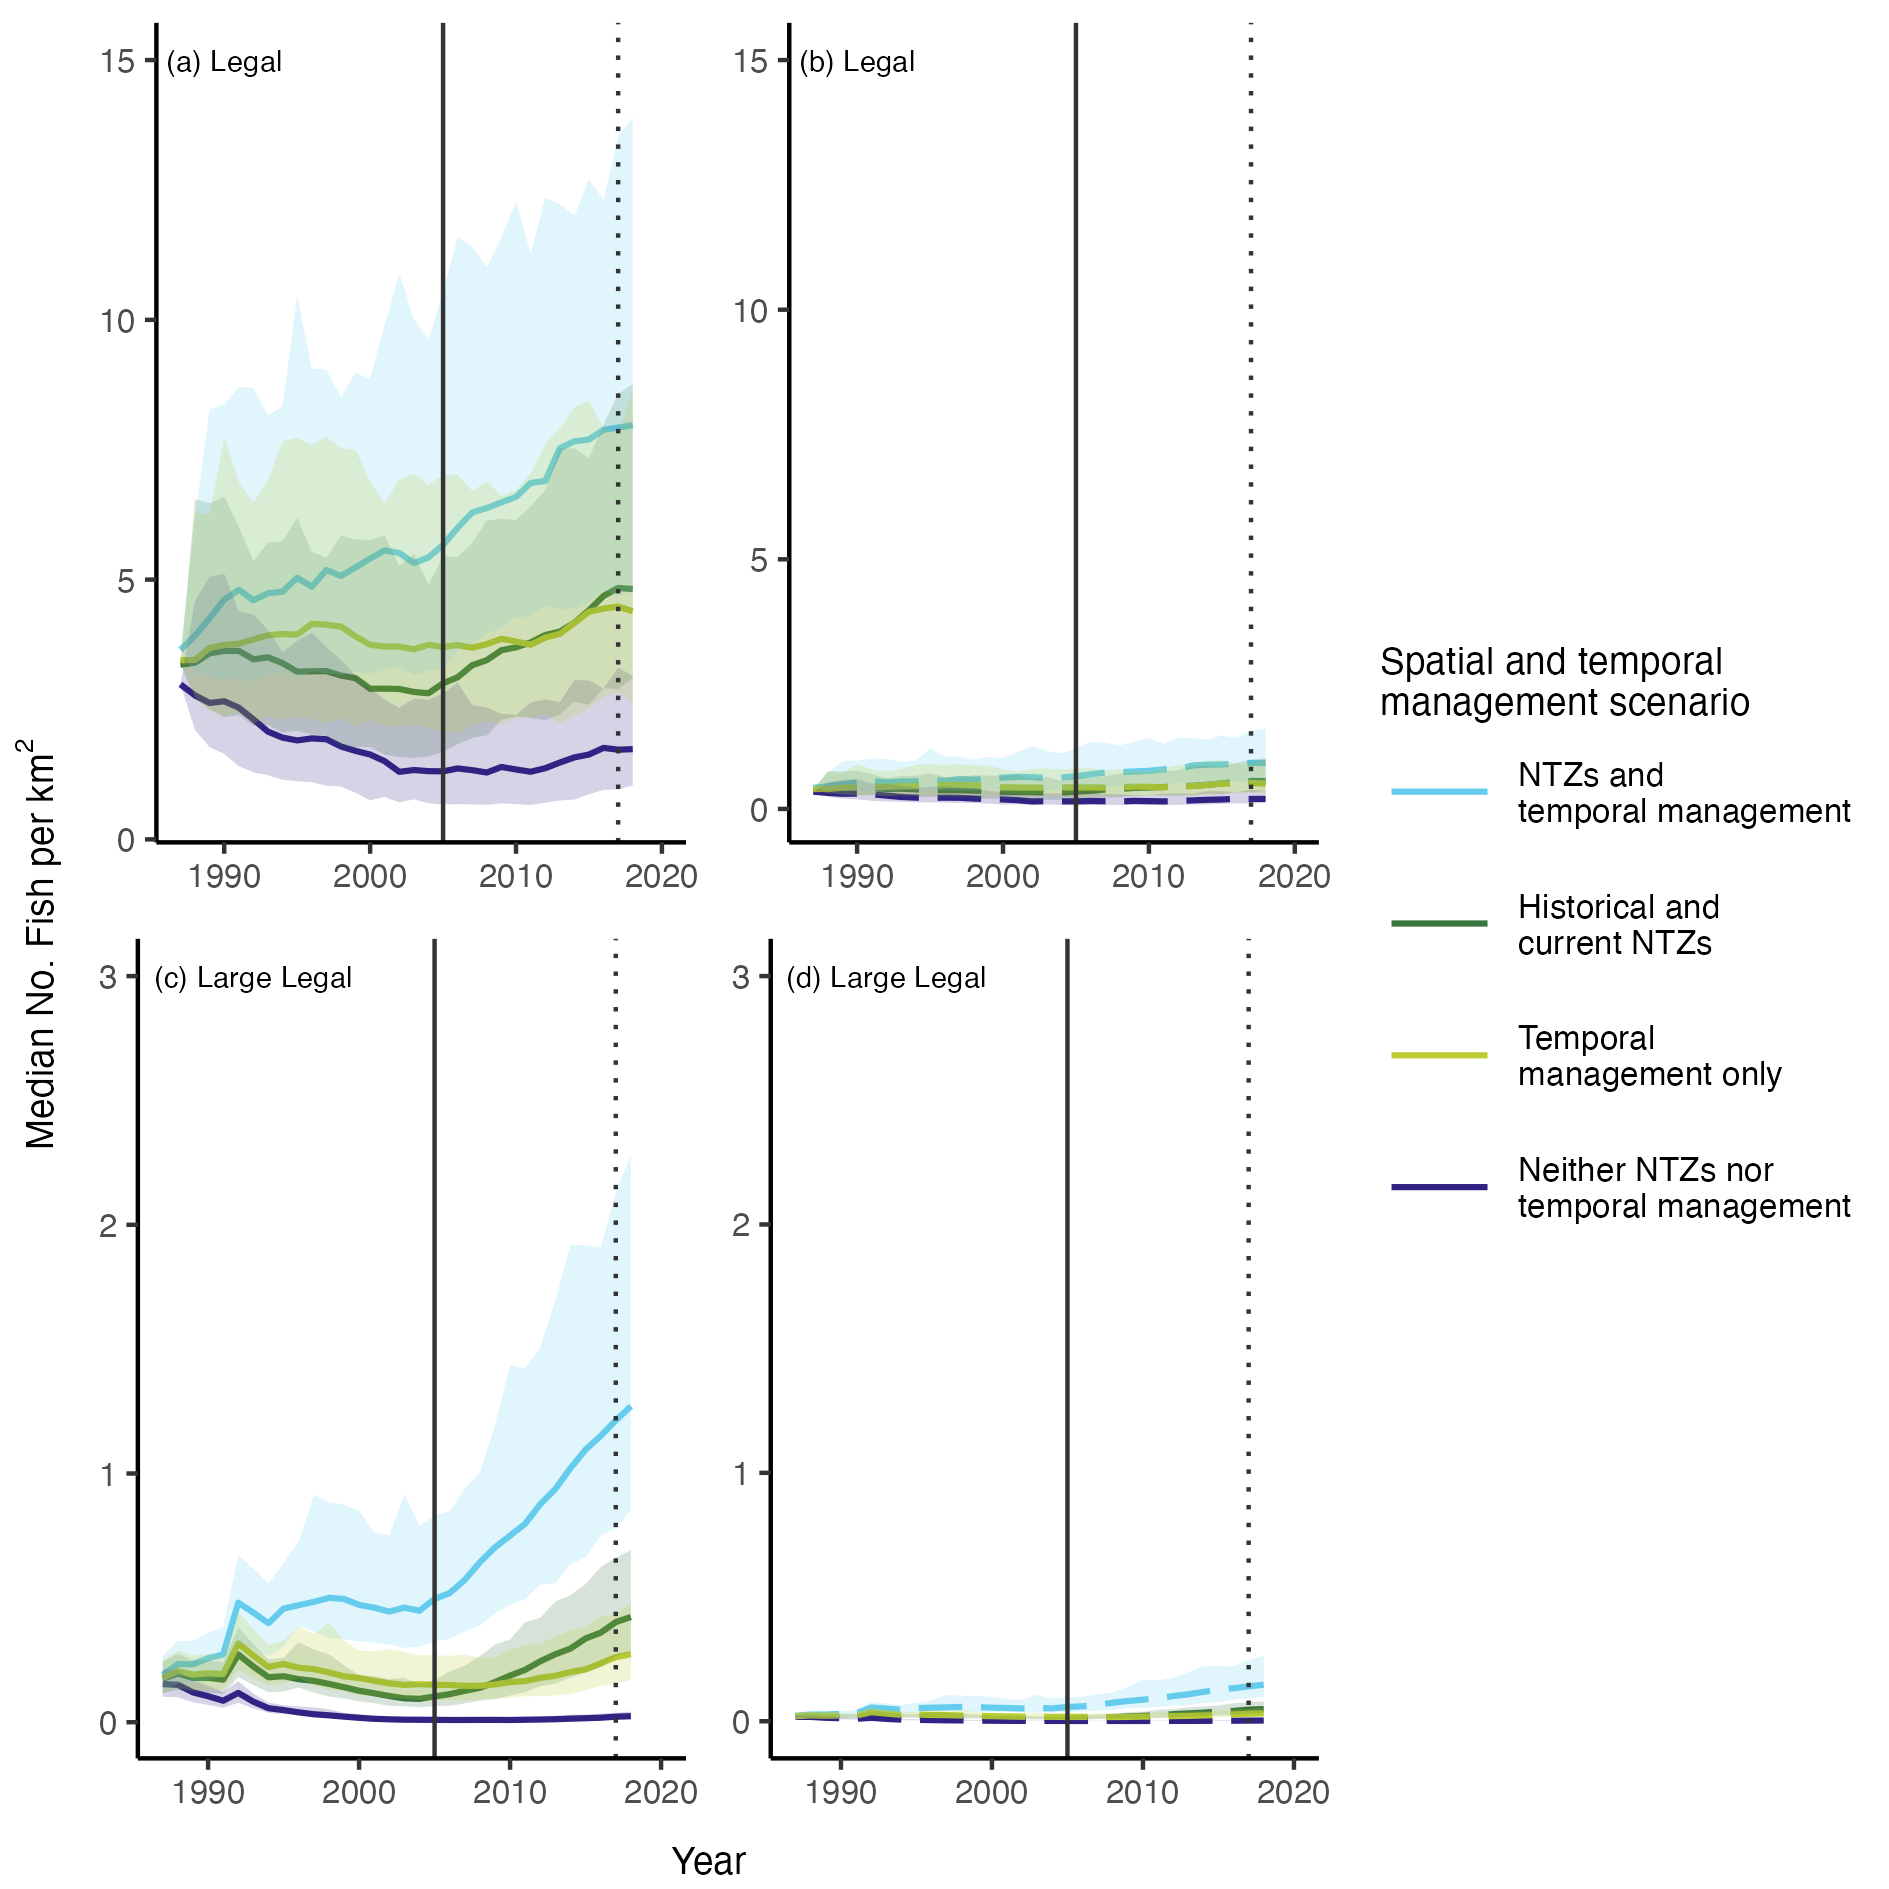 Median No. Fish per km²
(a) Legal
15
10
5
0
1990 2000 2010 2020
(b) Legal
15
10
5
0
1990 2000 2010 2020
(c) Large Legal
3
2
1
0
1990 2000 2010 2020
(d) Large Legal
3
2
1
0
1990 2000 2010 2020
Year
Spatial and temporal
management scenario
NTZs and
temporal management
Historical and
current NTZs
Temporal
management only
Neither NTZs nor
temporal management